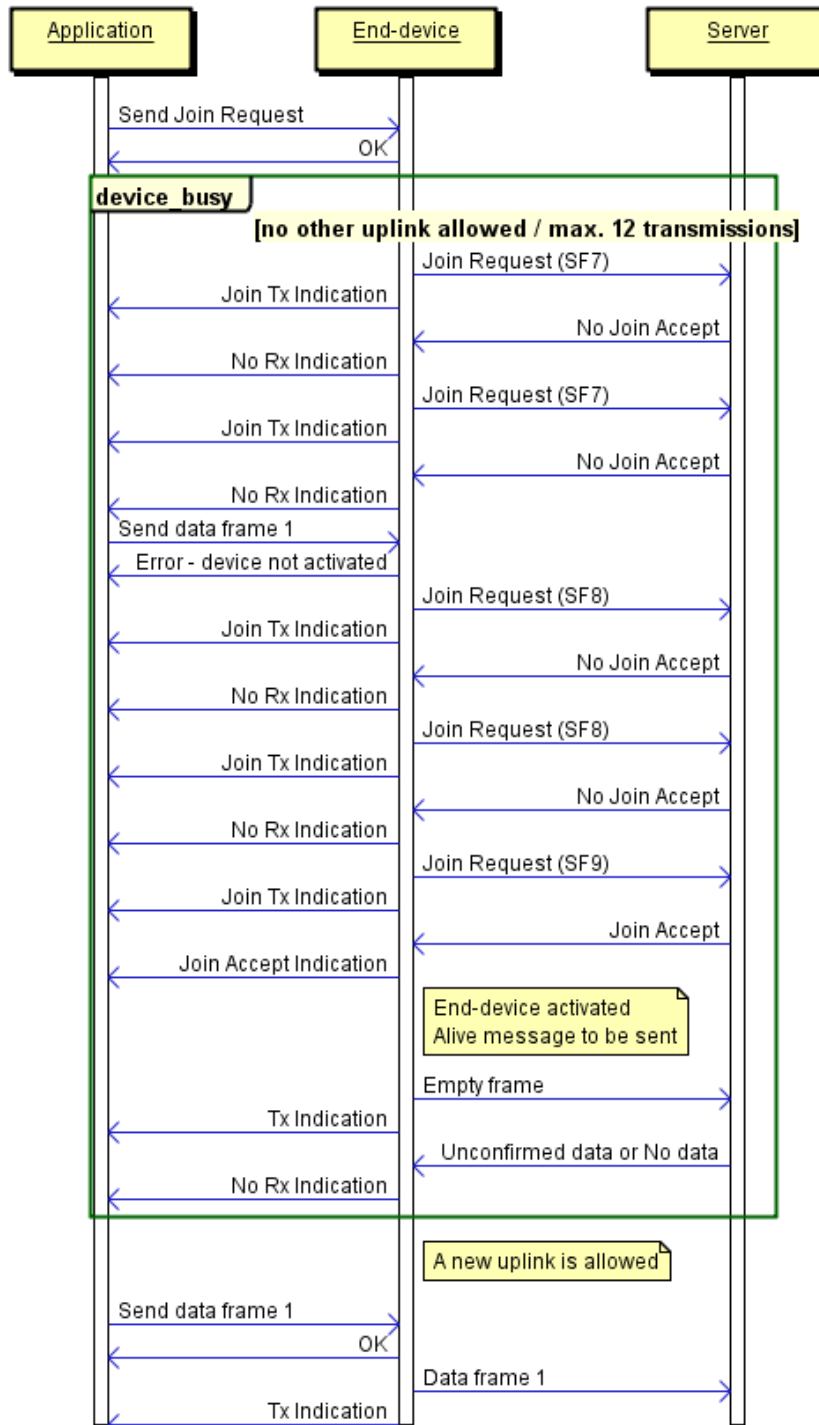 Application
End-device
Server
Send Join Request
OK
device_busy
[no other uplink allowed / max. 12 transmissions]
Join Request (SF7)
Join Tx Indication
No Join Accept
No Rx Indication
Join Request (SF7)
Join Tx Indication
No Join Accept
No Rx Indication
Send data frame 1
Error - device not activated
Join Request (SF8)
Join Tx Indication
No Join Accept
No Rx Indication
Join Request (SF8)
Join Tx Indication
No Join Accept
No Rx Indication
Join Request (SF9)
Join Tx Indication
Join Accept
Join Accept Indication
End-device activated
Alive message to be sent
Empty frame
Tx Indication
Unconfirmed data or No data
No Rx Indication
A new uplink is allowed
Send data frame 1
OK
Data frame 1
Tx Indication